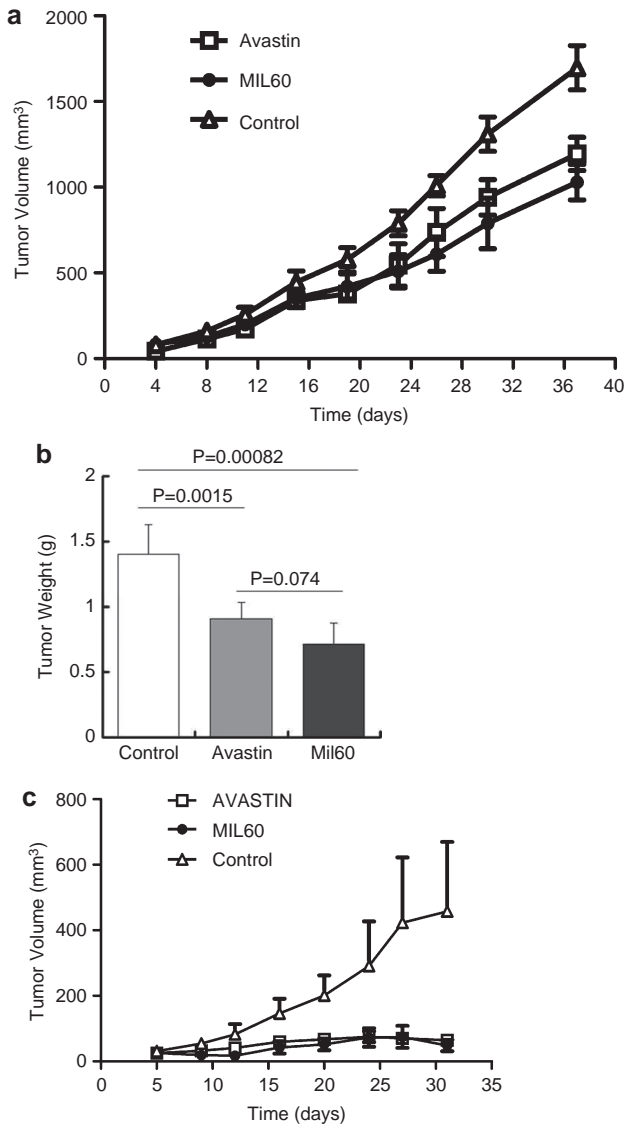 a
2000
1500
1000
500
0
Tumor Volume (mm³)
Avastin
MIL60
Control
0 4 8 12 16 20 24 28 32 36 40
Time (days)
b
P=0.00082
P=0.0015
P=0.074
2
1.5
1
0.5
0
Tumor Weight (g)
Control Avastin Mil60
c
800
600
400
200
0
Tumor Volume (mm³)
AVASTIN
MIL60
Control
0 5 10 15 20 25 30 35
Time (days)